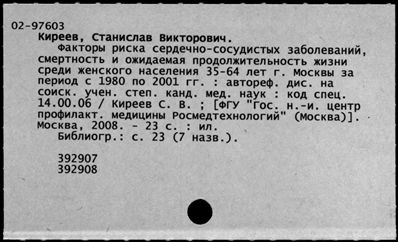 02-97603
Киреев, Станислав Викторович.
Факторы риска сердечно-сосудистых заболеваний,
смертность и ожидаемая продолжительность жизни
среди женского населения 35-64 лет г. Москвы за
период с 1980 по 2001 гг. : автореф. дис. на
соиск. учен. степ. канд. мед. наук : код спец.
14.00.06 / Киреев С. В. ; [ФГУ "Гос. н.-и. центр
профилакт. медицины Росмедтехнологий" (Москва)].
Москва, 2008. - 23 с. : ил.
Библиогр.: с. 23 (7 назв.).
392907
392908